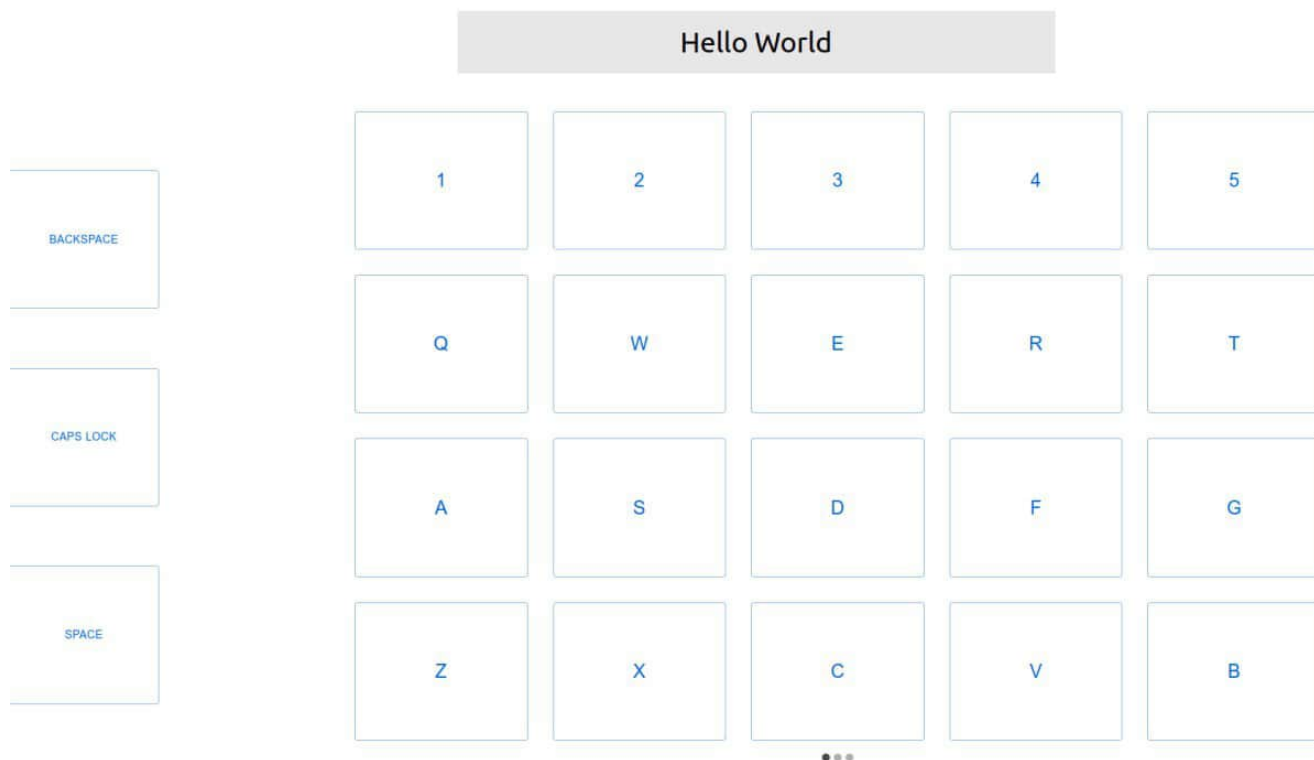 Hello World
1 2 3 4 5
BACKSPACE
Q W E R T
CAPS LOCK
A S D F G
SPACE
Z X C V B